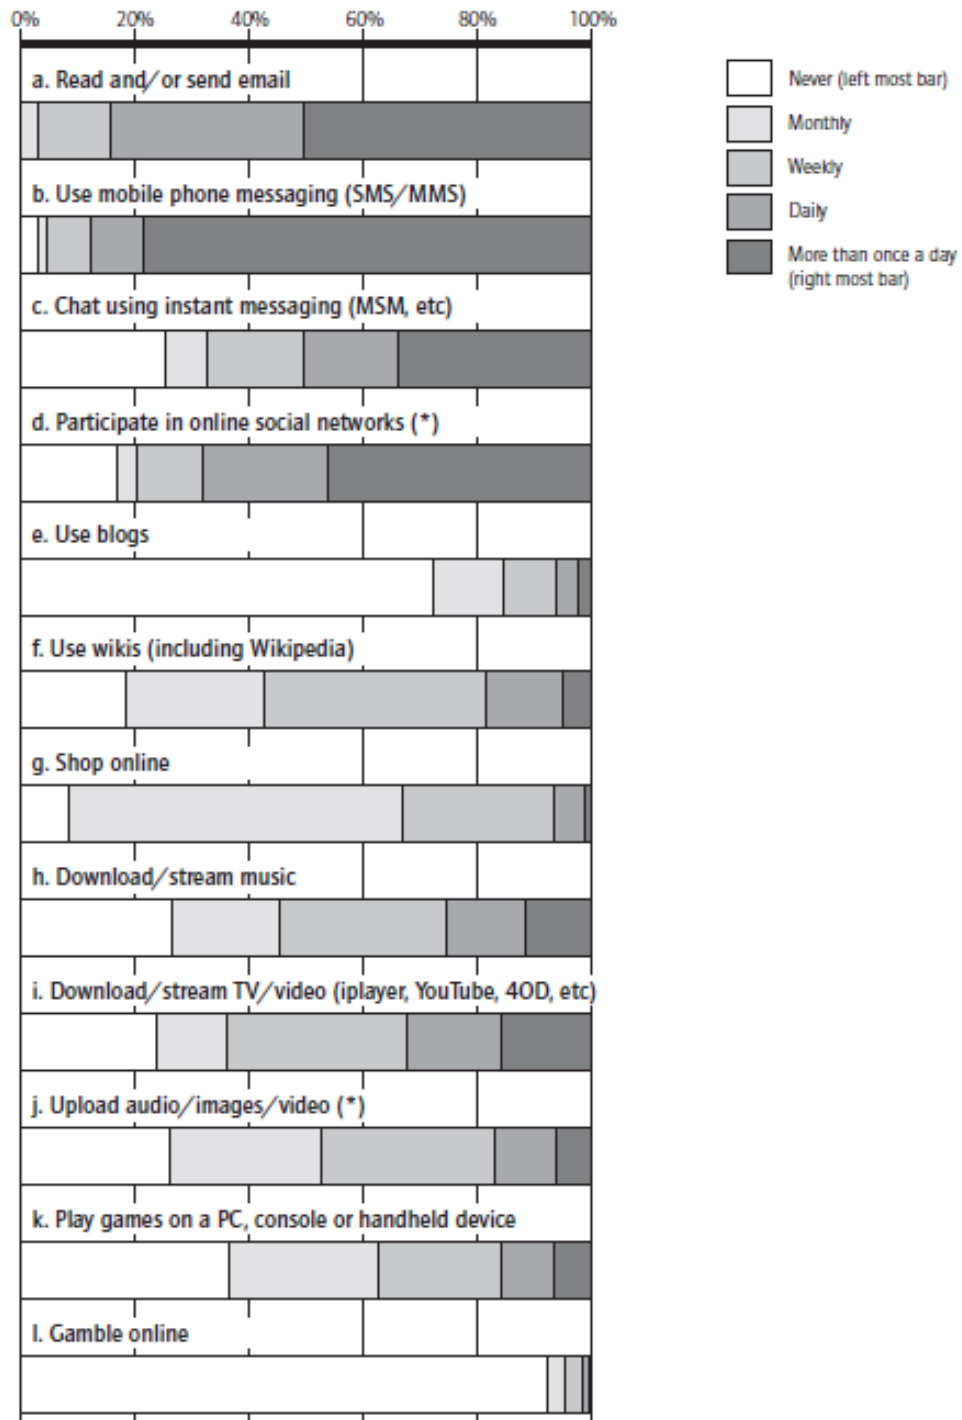 0% 20% 40% 60% 80% 100%
a. Read and/or send email
b. Use mobile phone messaging (SMS/MMS)
c. Chat using instant messaging (MSM, etc)
d. Participate in online social networks (*)
e. Use blogs
f. Use wikis (including Wikipedia)
g. Shop online
h. Download/stream music
i. Download/stream TV/video (iplayer, YouTube, 4OD, etc)
j. Upload audio/images/video (*)
k. Play games on a PC, console or handheld device
l. Gamble online
Never (left most bar)
Monthly
Weekly
Daily
More than once a day
(right most bar)